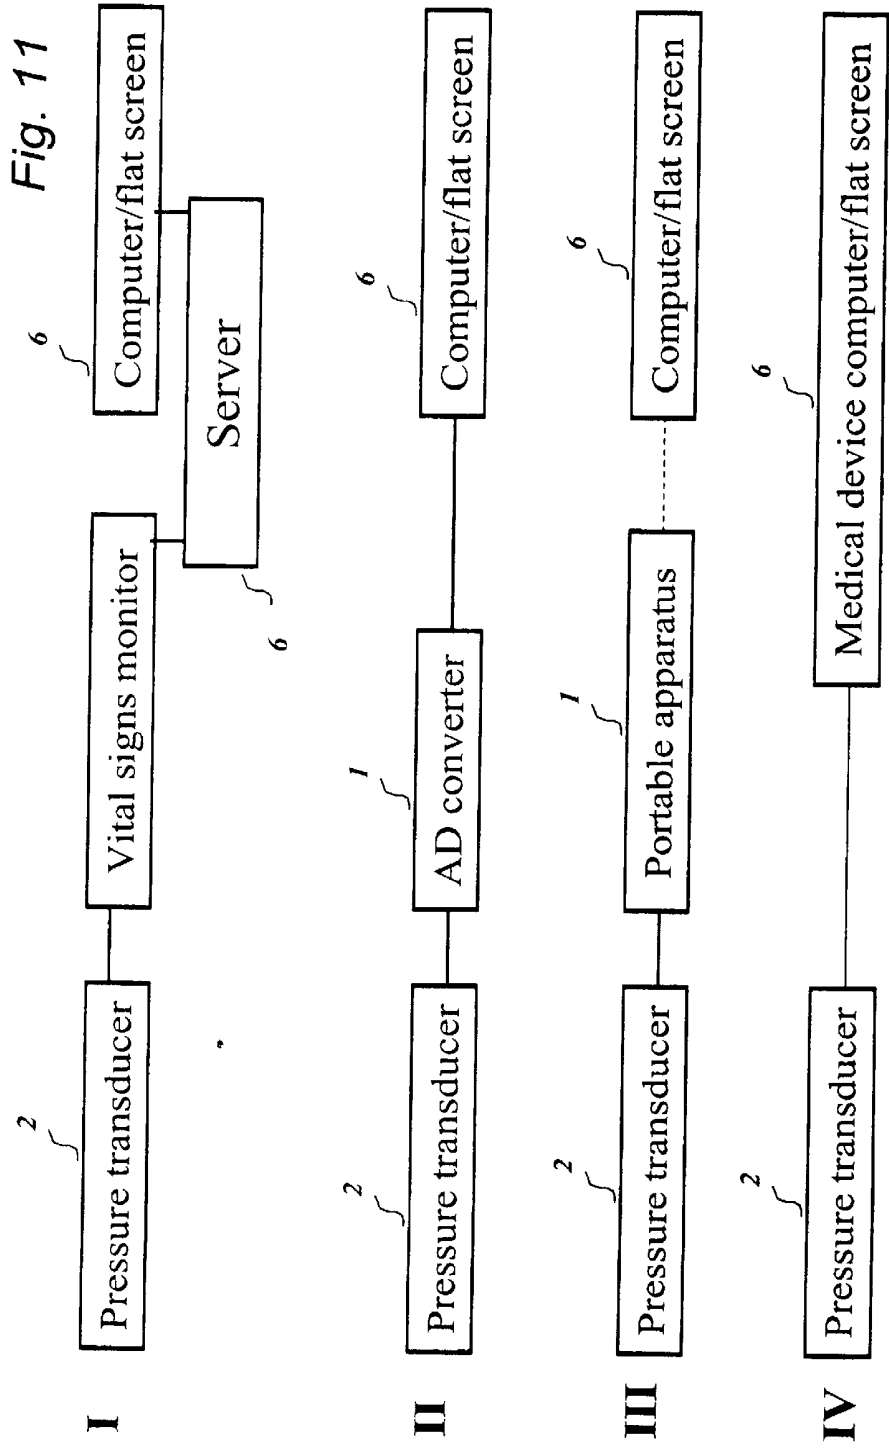 Fig. 11
I
2
Pressure transducer
Vital signs monitor
6
Server
6
Computer/flat screen
II
2
Pressure transducer
1
AD converter
6
Computer/flat screen
III
2
Pressure transducer
1
Portable apparatus
6
Computer/flat screen
IV
2
Pressure transducer
6
Medical device computer/flat screen